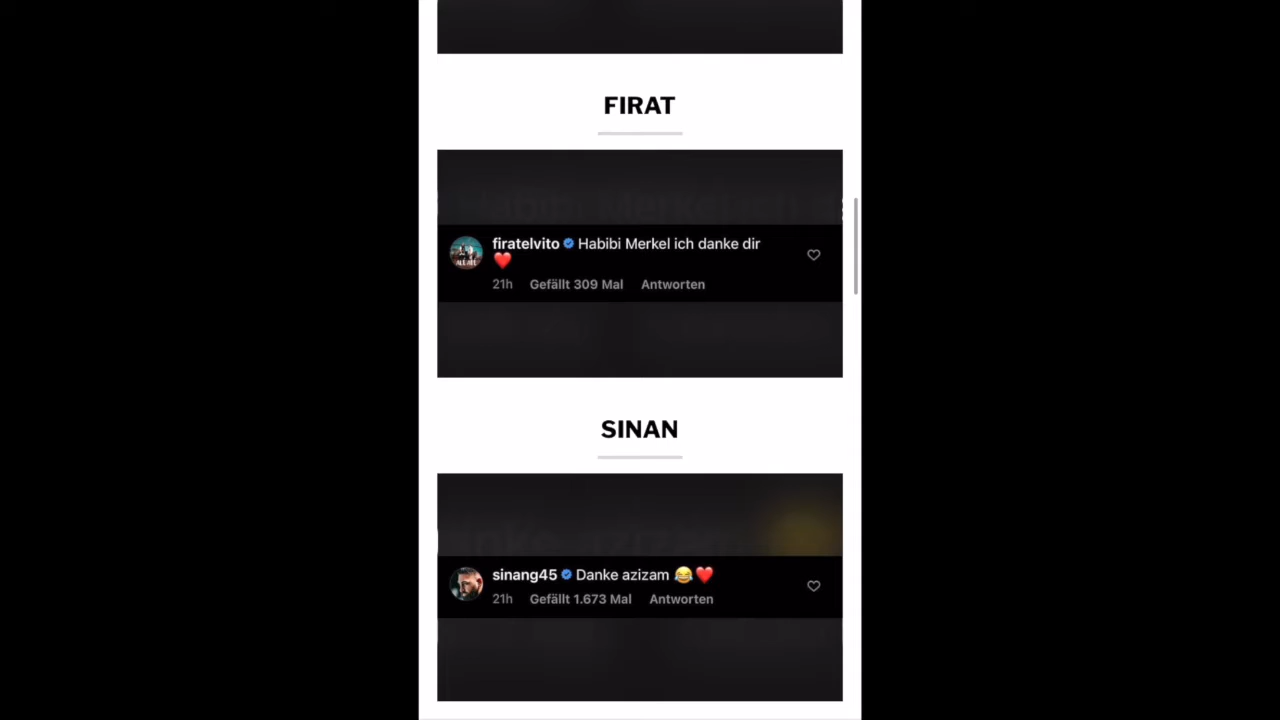 FIRAT
firatelvito Habibi Merkel ich danke dir
❤️
21h Gefällt 309 Mal Antworten
SINAN
sinang45 Danke azizam 😂❤️
21h Gefällt 1.673 Mal Antworten